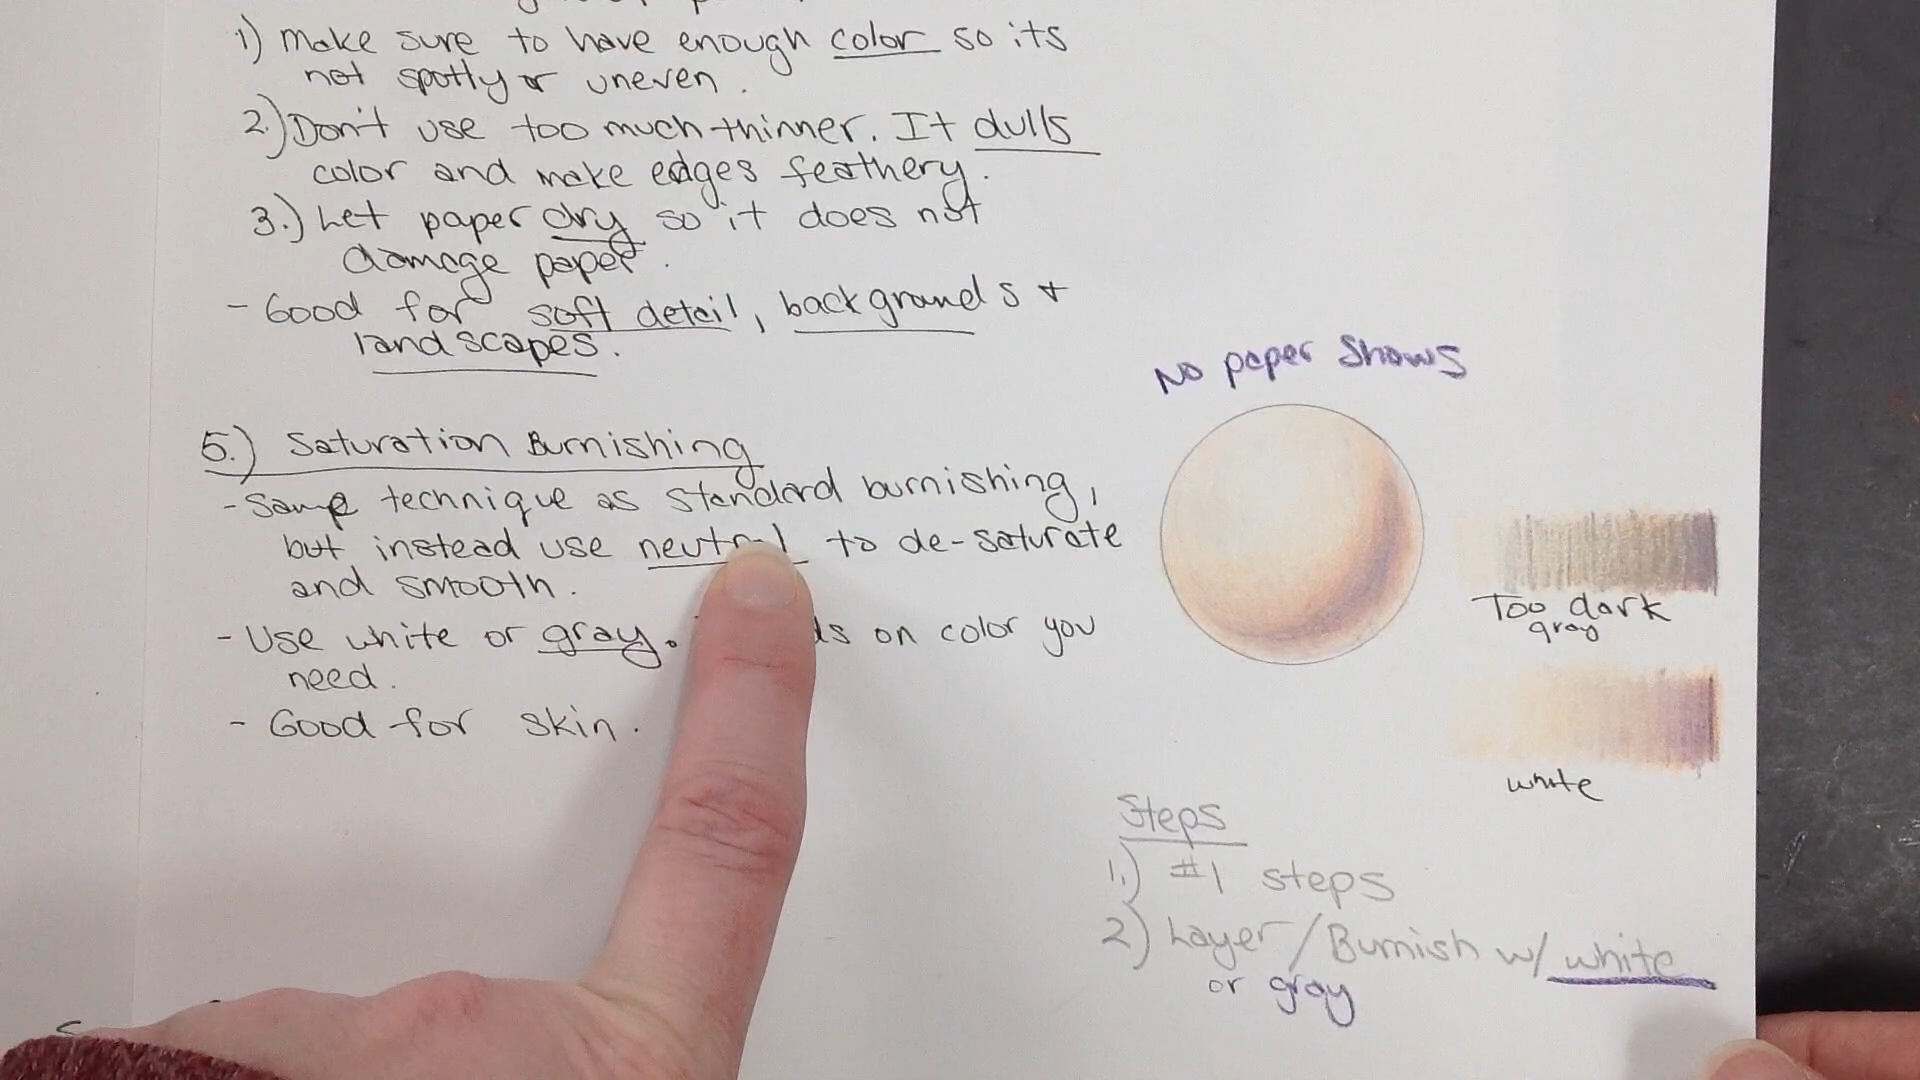 1) Make sure to have enough color so its
not spotty or uneven.
2.) Don't use too much thinner. It dulls
color and make edges feathery.
3.) Let paper dry so it does not
damage paper.
- Good for soft detail, backgrounds +
landscapes.
5.) Saturation Burnishing
- Same technique as standard burnishing,
but instead use neutral to de-saturate
and smooth.
- Use white or gray. on color you
need.
- Good for skin.
No paper shows
Too dark
gray
white
Steps
1.) #1 steps
2) Layer/Burnish w/ white
or gray